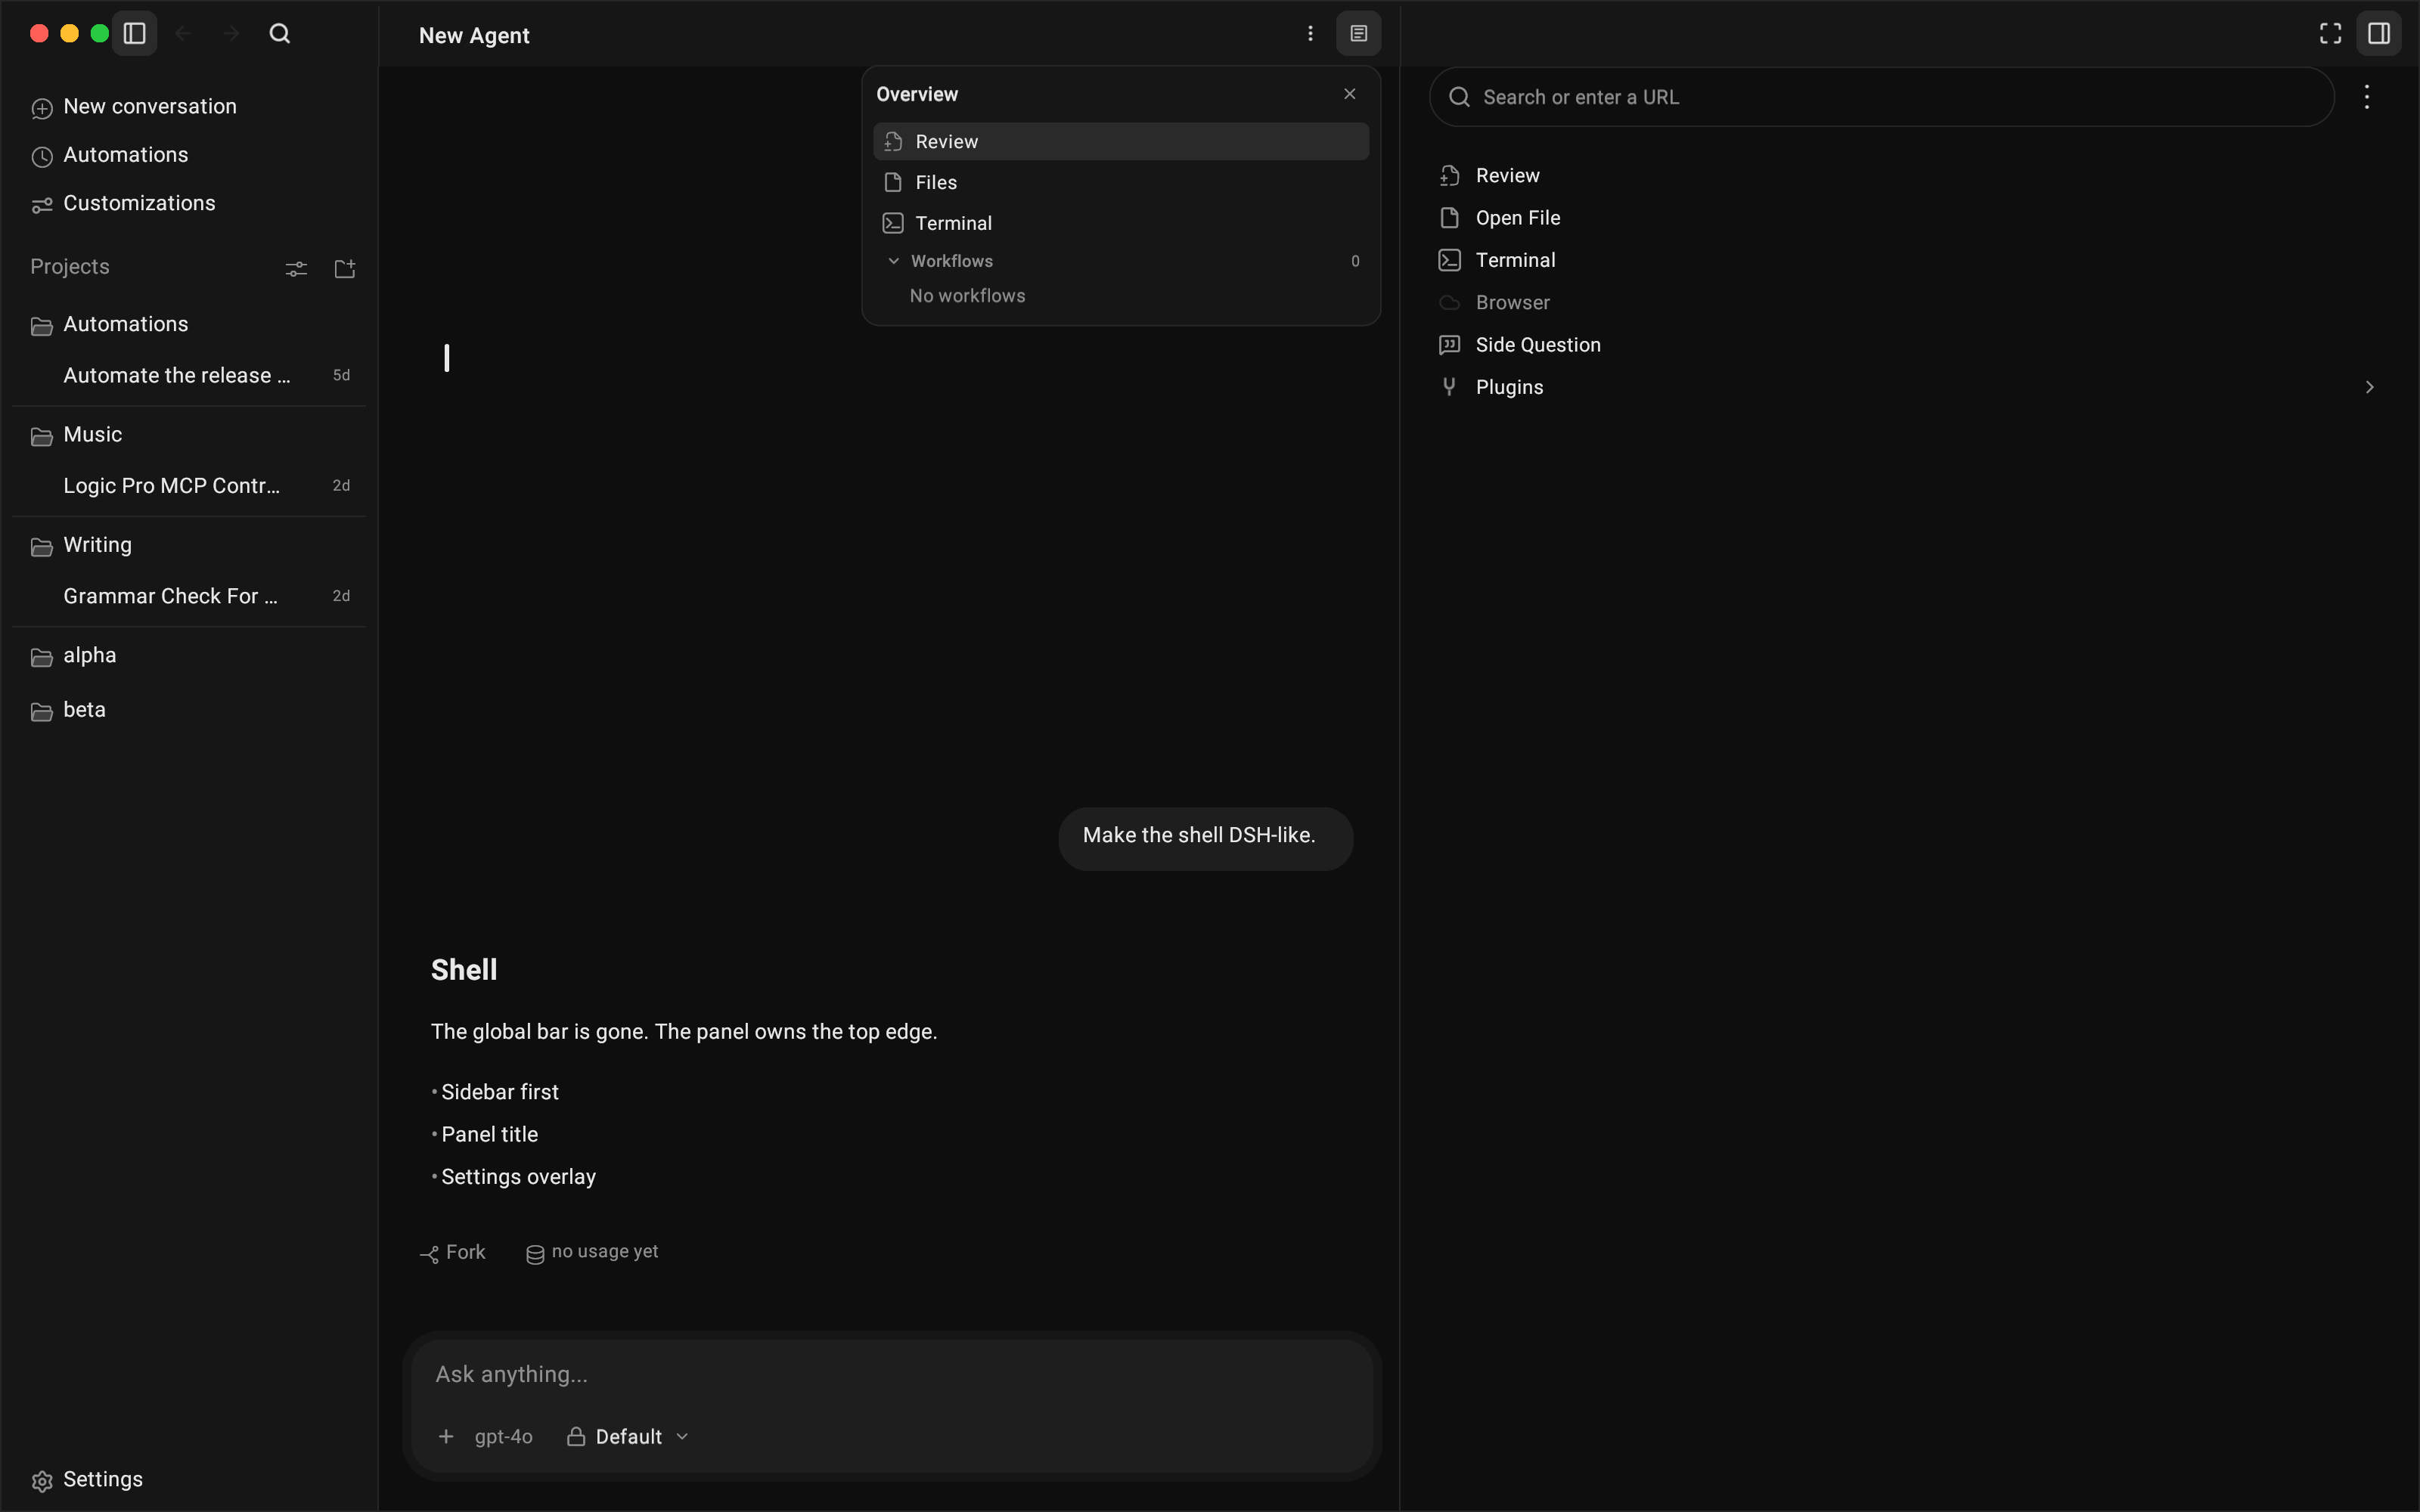 New conversation
Automations
Customizations
Projects
Automations
Automate the release ... 5d
Music
Logic Pro MCP Contr... 2d
Writing
Grammar Check For ... 2d
alpha
beta
Settings
New Agent
Overview
Review
Files
Terminal
Workflows 0
No workflows
Make the shell DSH-like.
Shell
The global bar is gone. The panel owns the top edge.
• Sidebar first
• Panel title
• Settings overlay
Fork no usage yet
Ask anything...
gpt-4o Default
Search or enter a URL
Review
Open File
Terminal
Browser
Side Question
Plugins